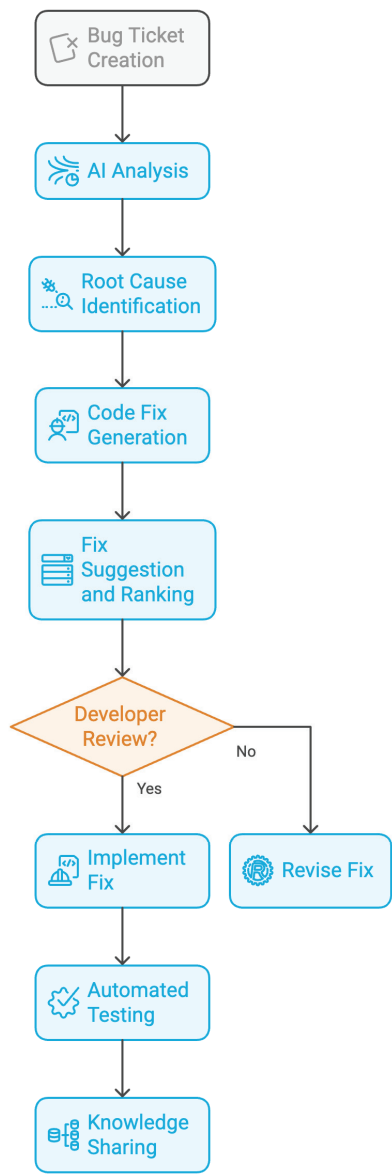 Bug Ticket
Creation
AI Analysis
Root Cause
Identification
Code Fix
Generation
Fix
Suggestion
and Ranking
Developer
Review?
No
Yes
Implement
Fix
Revise Fix
Automated
Testing
Knowledge
Sharing